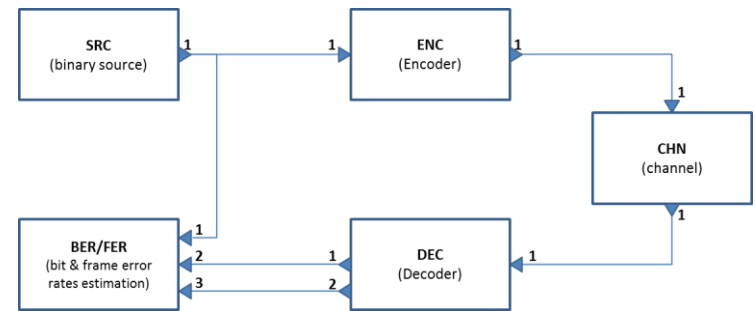 SRC
(binary source)
1
1
ENC
(Encoder)
1
1
CHN
(channel)
1
BER/FER
(bit & frame error
rates estimation)
1
2
3
1
2
DEC
(Decoder)
1